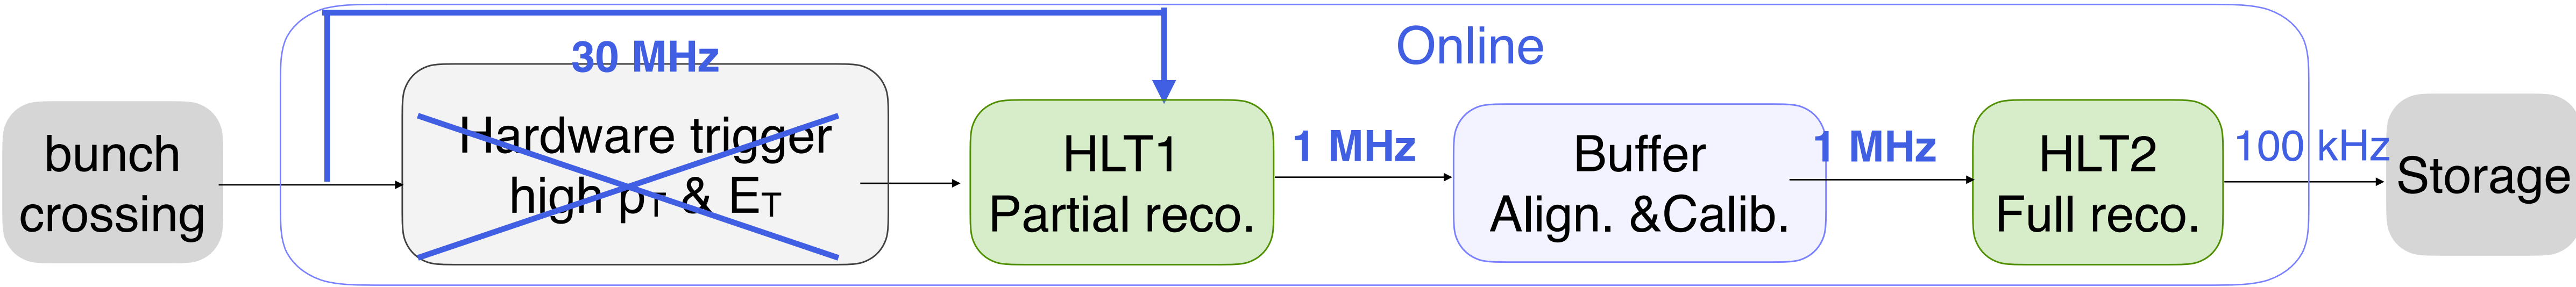 bunch
crossing
30 MHz
Hardware trigger
high pT & ET
HLT1
Partial reco.
1 MHz
Online
Buffer
Align. &Calib.
1 MHz
HLT2
Full reco.
100 kHz
Storage